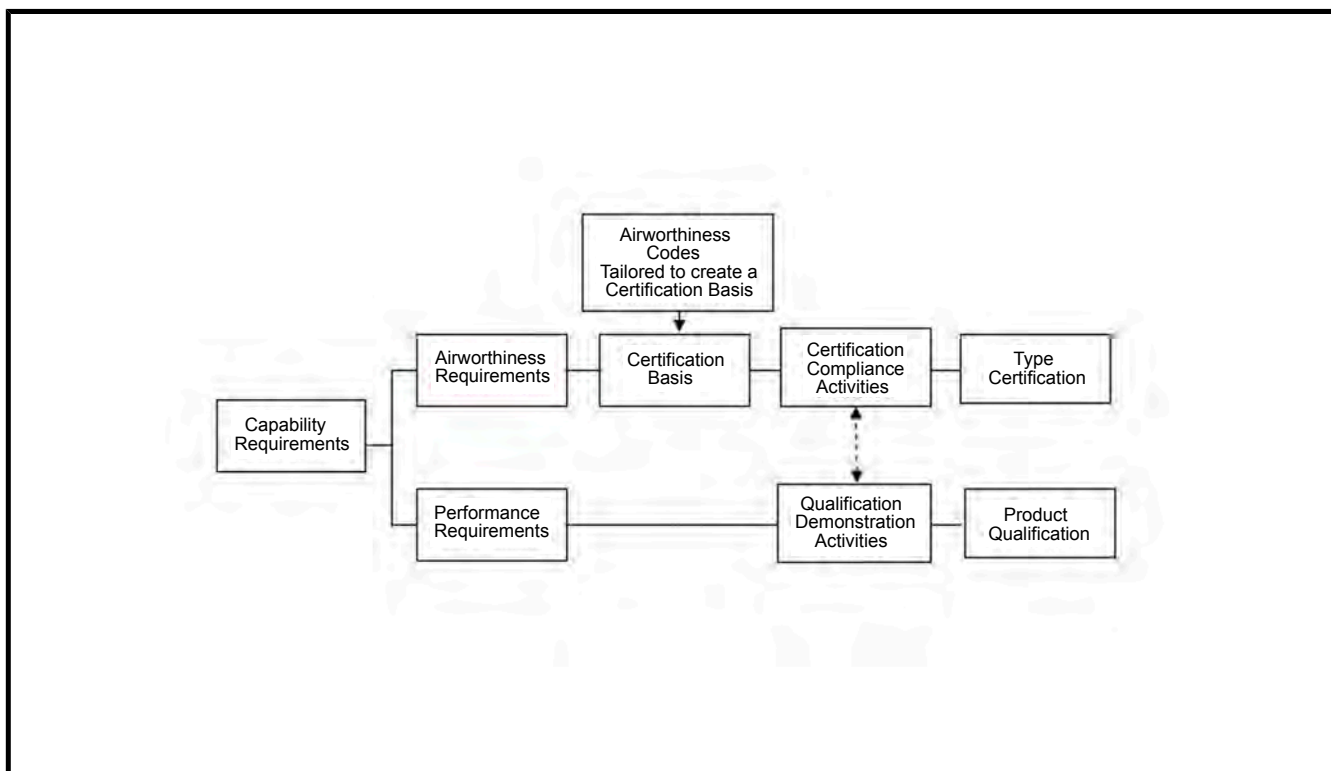 Airworthiness
Codes
Tailored to create a
Certification Basis
Airworthiness
Requirements
Certification
Basis
Certification
Compliance
Activities
Type
Certification
Capability
Requirements
Performance
Requirements
Qualification
Demonstration
Activities
Product
Qualification